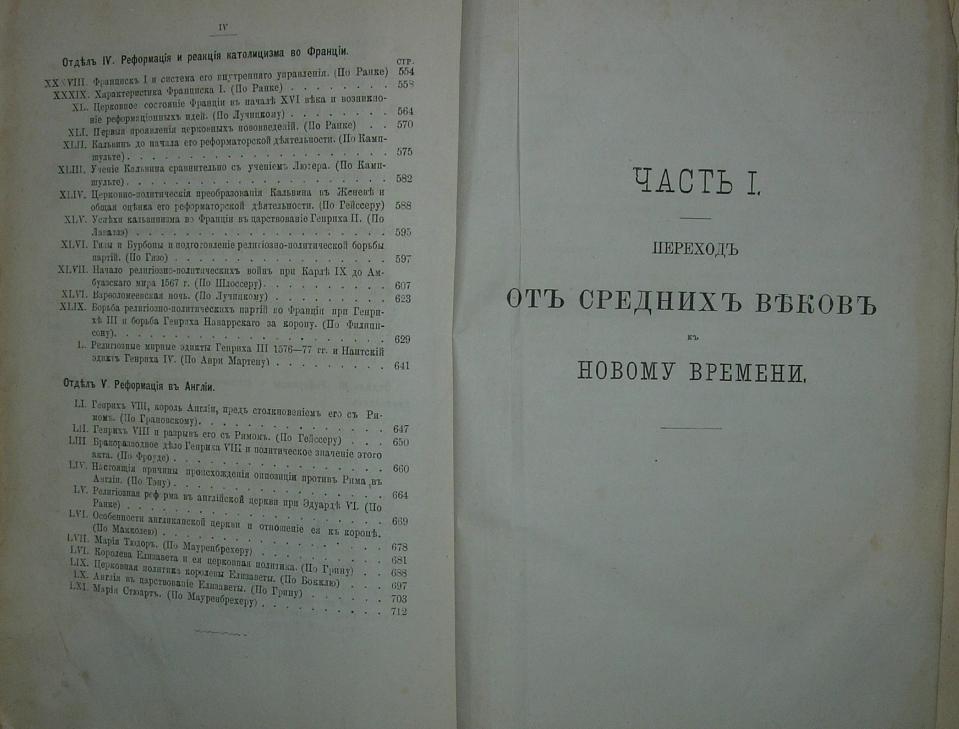 IV
Отдѣлъ IV. Реформація и реакція католицизма во Франціи.
СТР.
XXXVIII. Францискъ I и система его внутренняго управленія. (По Ранке) 554
XXXIX. Характеристика Франциска I. (По Ранке) . . . . . . . 558
XL. Церковное состояніе Франціи въ началѣ XVI вѣка и возникно-
ніе реформаціонныхъ идей. (По Лучицкому) . . . . . . . . 564
XLI. Первыя проявленія церковныхъ нововведеній. (По Ранке) . . 570
XLII. Кальвинъ до начала его реформаторской дѣятельности. (По Камп-
шульте) . . . . . . . . . . . . . . . . . . . . 575
XLIII. Ученіе Кальвина сравнительно съ ученіемъ Лютера. (По Камп-
шульте) . . . . . . . . . . . . . . . . . . . . 582
XLIV. Церковно-политическія преобразованія Кальвина въ Женевѣ и
общая оцѣнка его реформаторской дѣятельности. (По Гейссеру) 588
XLV. Успѣхи кальвинизма во Франціи въ царствованіе Генриха II. (По
Лаваллэ) . . . . . . . . . . . . . . . . . . . . 595
XLVI. Гизы и Бурбоны и подготовленіе религіозно-политической борьбы
партій. (По Гизо) . . . . . . . . . . . . . . . . 597
XLVII. Начало религіозно-политическихъ войнъ при Карлѣ IX до Ам-
буазскаго мира 1567 г. (По Шлоссеру) . . . . . . . . . . 607
XLVI. Варѳоломеевская ночь. (По Лучицкому) . . . . . . . . 623
XLIX. Борьба религіозно-политическихъ партій во Франціи при Генри-
хѣ III и борьба Генриха Наваррскаго за корону. (По Филипп-
сону) . . . . . . . . . . . . . . . . . . . . . 629
L. Религіозные мирные эдикты Генриха III 1576—77 гг. и Нантскій
эдиктъ Генриха IV. (По Анри Мартену) . . . . . . . . . 641
Отдѣлъ V. Реформація въ Англіи.
LI. Генрихъ VIII, король Англіи, предъ столкновеніемъ его съ Ри-
момъ. (По Грановскому) . . . . . . . . . . . . . . 647
LII. Генрихъ VIII и разрывъ его съ Римомъ. (По Гейссеру) . . . 650
LIII Бракоразводное дѣло Генриха VIII и политическое значеніе этого
акта. (По Фроуде) . . . . . . . . . . . . . . . . 660
LIV. Настоящія причины происхожденія оппозиціи противъ Рима въ
Англіи. (По Тэну) . . . . . . . . . . . . . . . . 664
LV. Религіозная реф рма въ англійской церкви при Эдуардѣ VI. (По
Ранке) . . . . . . . . . . . . . . . . . . . . 669
LVI. Особенности англиканской церкви и отношеніе ея къ коронѣ.
(По Маколею) . . . . . . . . . . . . . . . . . . 678
LVII. Марія Тюдоръ. (По Мауренбрехеру) . . . . . . . . . . 681
LVI. Королева Елизавета и ея церковная политика. (По Грину) . . 688
LIX. Церковная политика королевы Елизаветы. (По Бокклю) . . . 697
LX. Англія въ царствованіе Елизаветы. (По Грину) . . . . . . 703
LXI. Марія Стюартъ. (По Мауренбрехеру) . . . . . . . . . . 712
ЧАСТЬ I.
ПЕРЕХОДЪ
ОТЪ СРЕДНИХЪ ВѢКОВЪ
КЪ
НОВОМУ ВРЕМЕНИ.